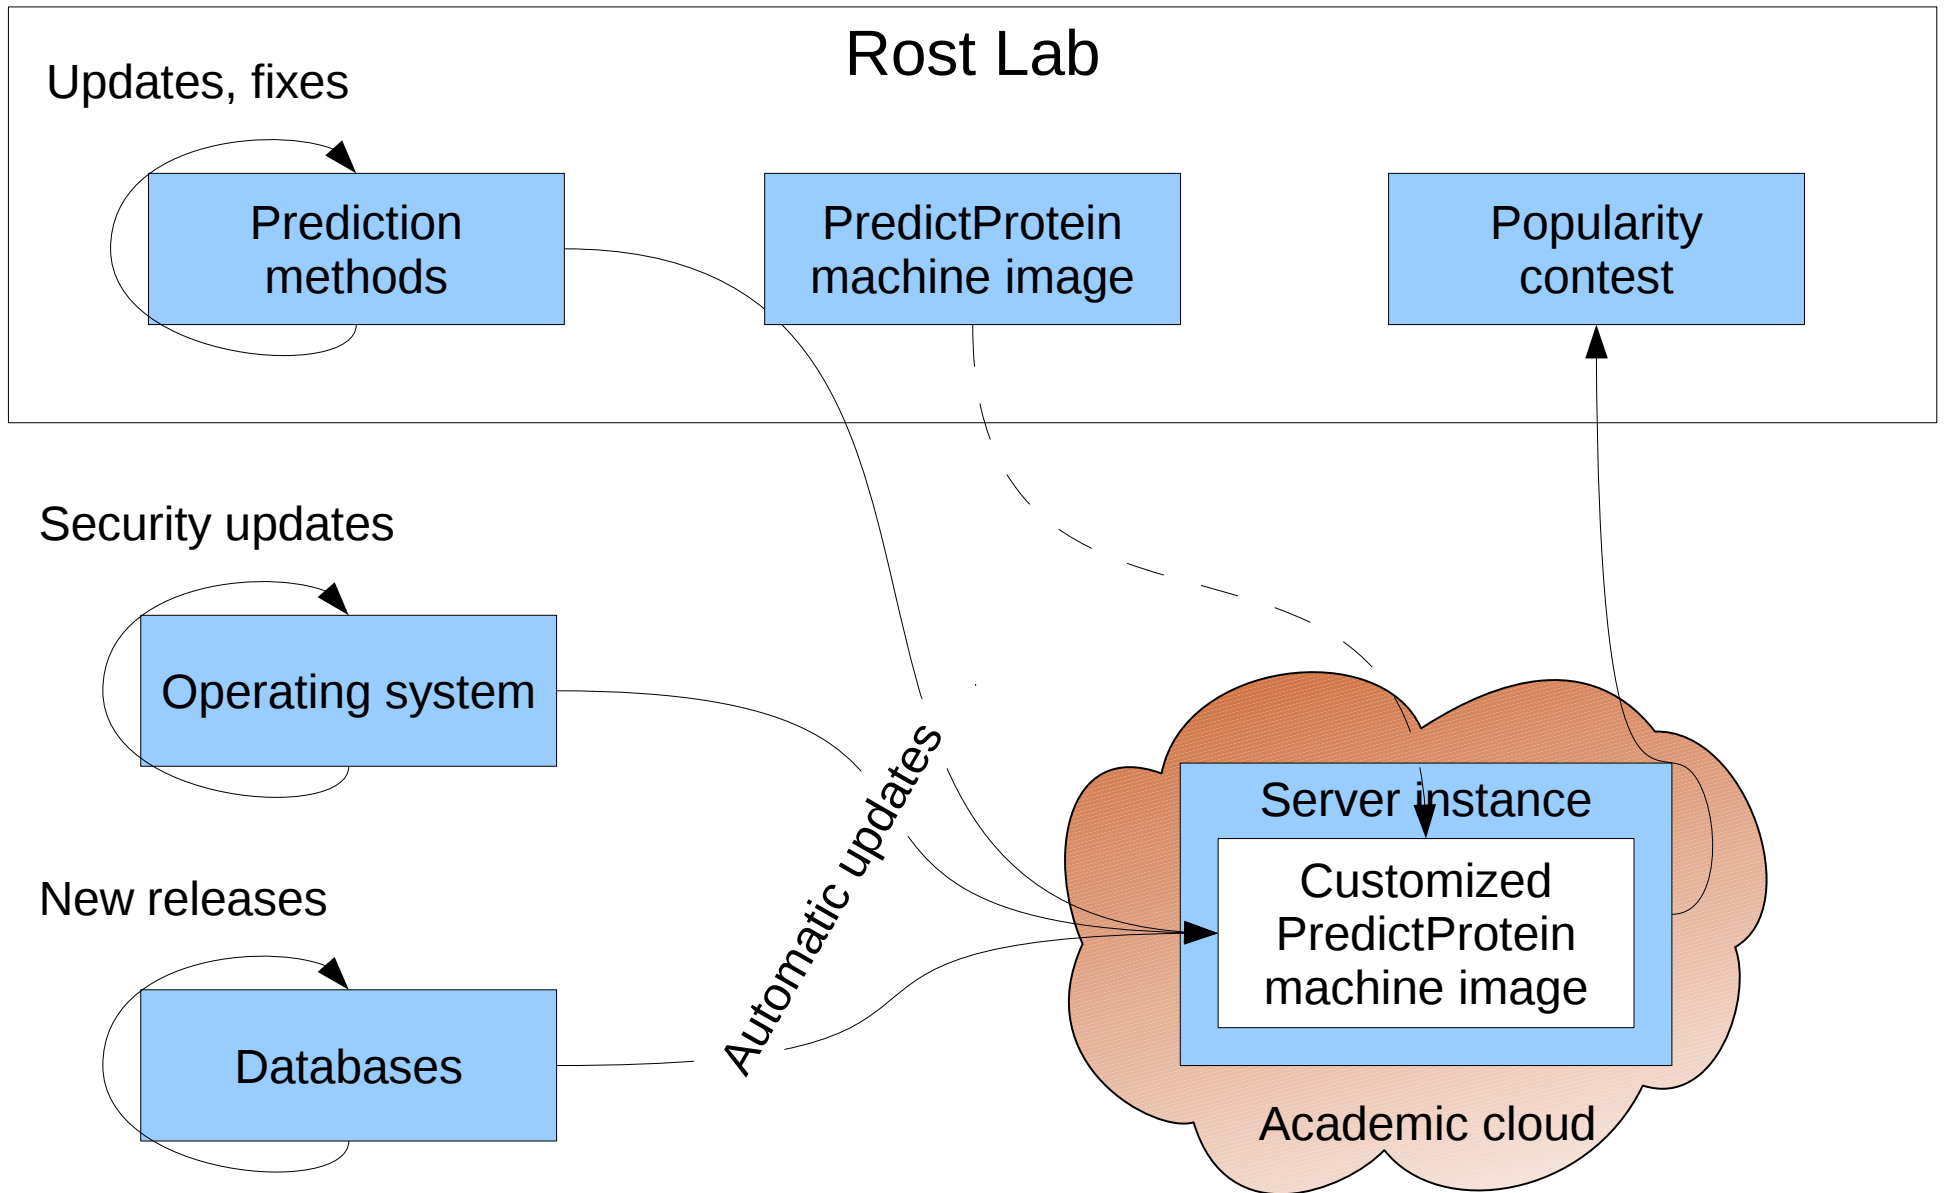 Rost Lab
Updates, fixes
Prediction
methods
PredictProtein
machine image
Popularity
contest
Security updates
Operating system
Automatic updates
Server instance
Customized
PredictProtein
machine image
New releases
Databases
Academic cloud